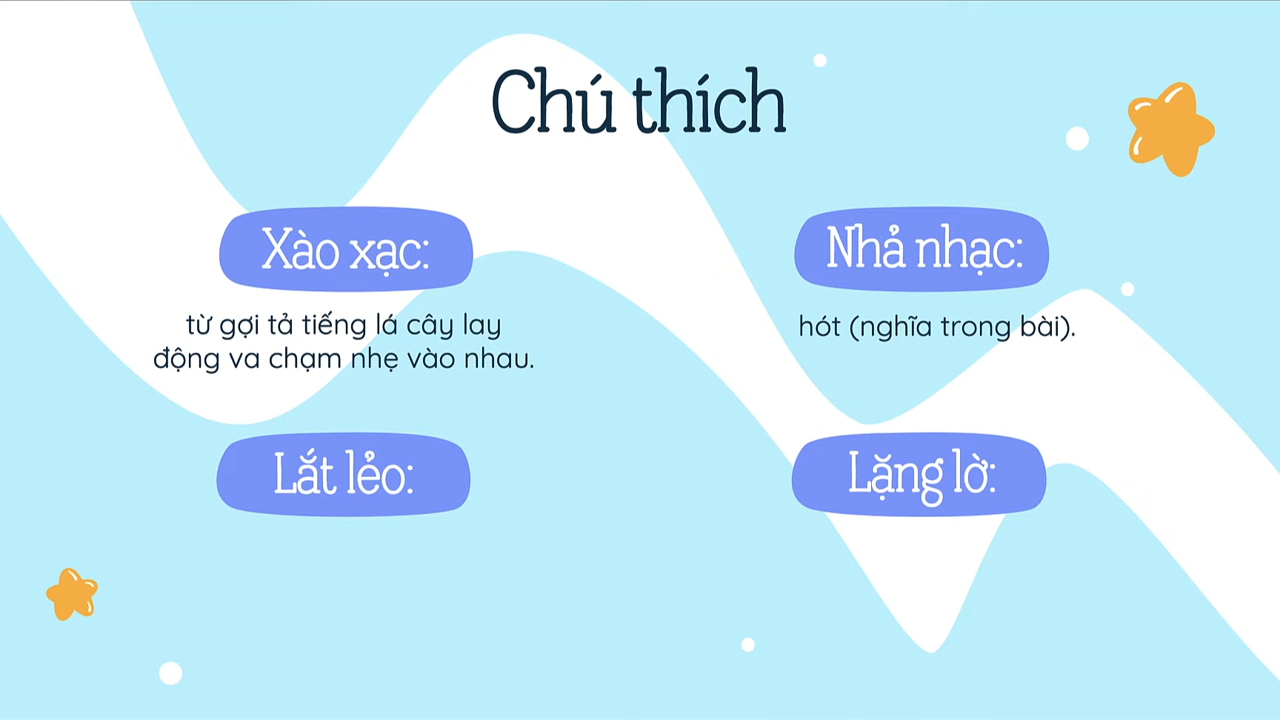 Chú thích
Xào xạc:
từ gợi tả tiếng lá cây lay
động va chạm nhẹ vào nhau.
Nhả nhạc:
hót (nghĩa trong bài).
Lắt lẻo:
Lặng lờ: